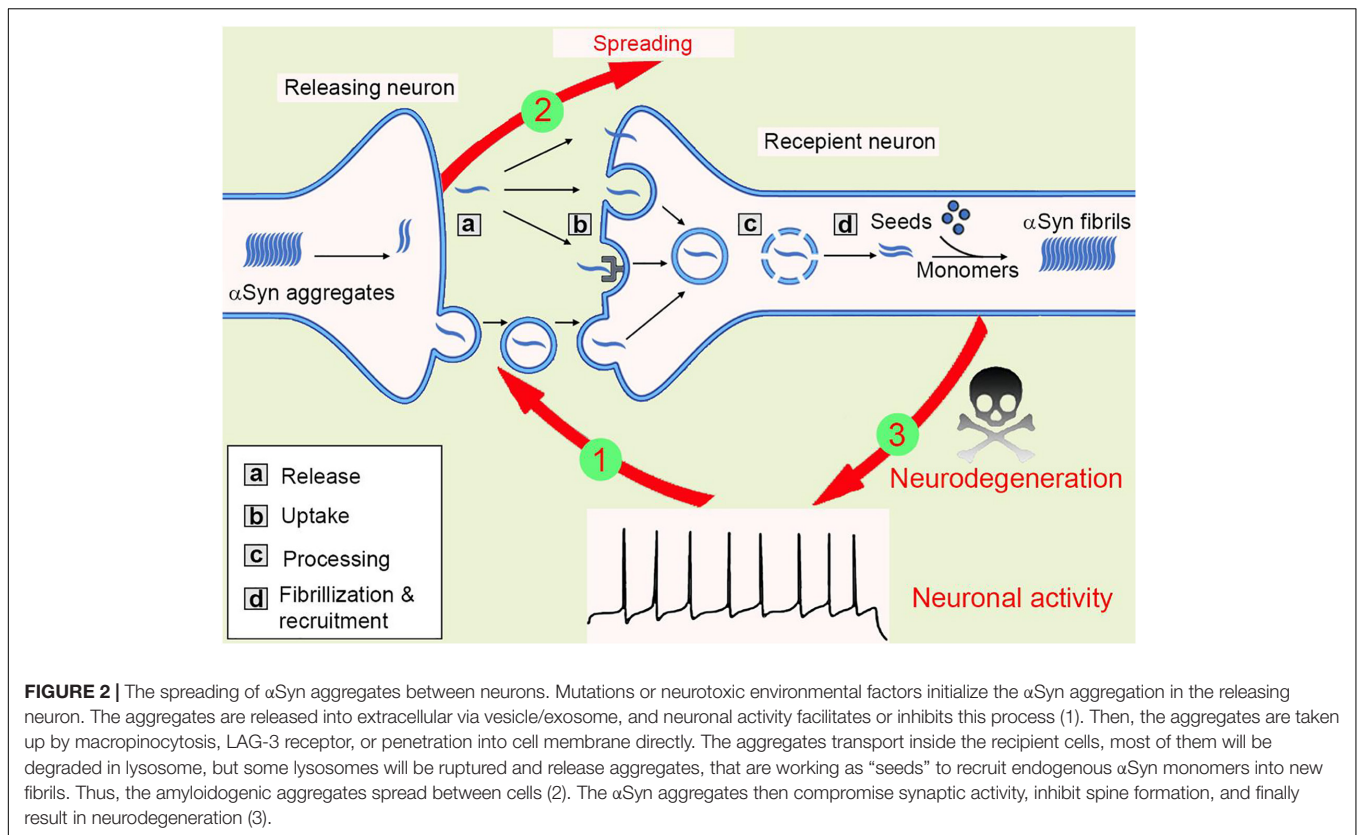 Spreading
Releasing neuron
2
Recepient neuron
a
b
c
d
Seeds
αSyn fibrils
Monomers
αSyn aggregates
1
3
Neurodegeneration
Neuronal activity
a Release
b Uptake
c Processing
d Fibrillization &
recruitment
FIGURE 2 | The spreading of αSyn aggregates between neurons. Mutations or neurotoxic environmental factors initialize the αSyn aggregation in the releasing
neuron. The aggregates are released into extracellular via vesicle/exosome, and neuronal activity facilitates or inhibits this process (1). Then, the aggregates are taken
up by macropinocytosis, LAG-3 receptor, or penetration into cell membrane directly. The aggregates transport inside the recipient cells, most of them will be
degraded in lysosome, but some lysosomes will be ruptured and release aggregates, that are working as “seeds” to recruit endogenous αSyn monomers into new
fibrils. Thus, the amyloidogenic aggregates spread between cells (2). The αSyn aggregates then compromise synaptic activity, inhibit spine formation, and finally
result in neurodegeneration (3).